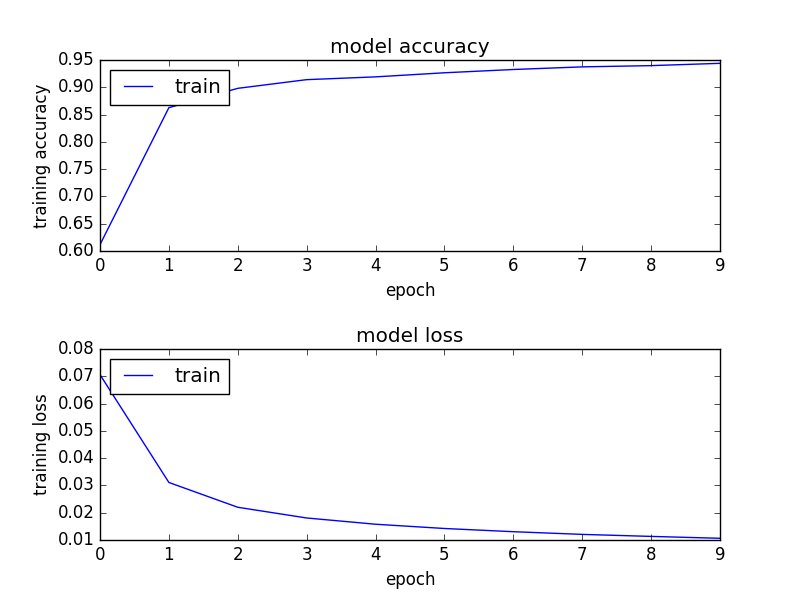 model accuracy
0.95
0.90
0.85
0.80
0.75
0.70
0.65
0.60
training accuracy
train
0 1 2 3 4 5 6 7 8 9
epoch
model loss
0.08
0.07
0.06
0.05
0.04
0.03
0.02
0.01
training loss
train
0 1 2 3 4 5 6 7 8 9
epoch